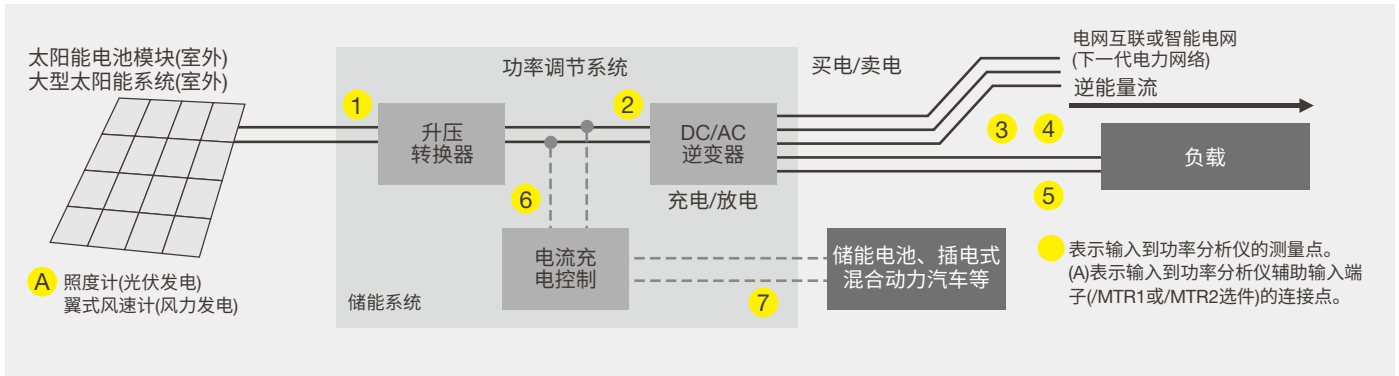 太阳能电池模块(室外)
大型太阳能系统(室外)
A
照度计(光伏发电)
翼式风速计(风力发电)
功率调节系统
1
升压
转换器
2
DC/AC
逆变器
6
充电/放电
电流充
电控制
储能系统
7
买电/卖电
电网互联或智能电网
(下一代电力网络)
逆能量流
3
4
负载
5
储能电池、插电式
混合动力汽车等
表示输入到功率分析仪的测量点。
(A)表示输入到功率分析仪辅助输入端
子(/MTR1或/MTR2选件)的连接点。